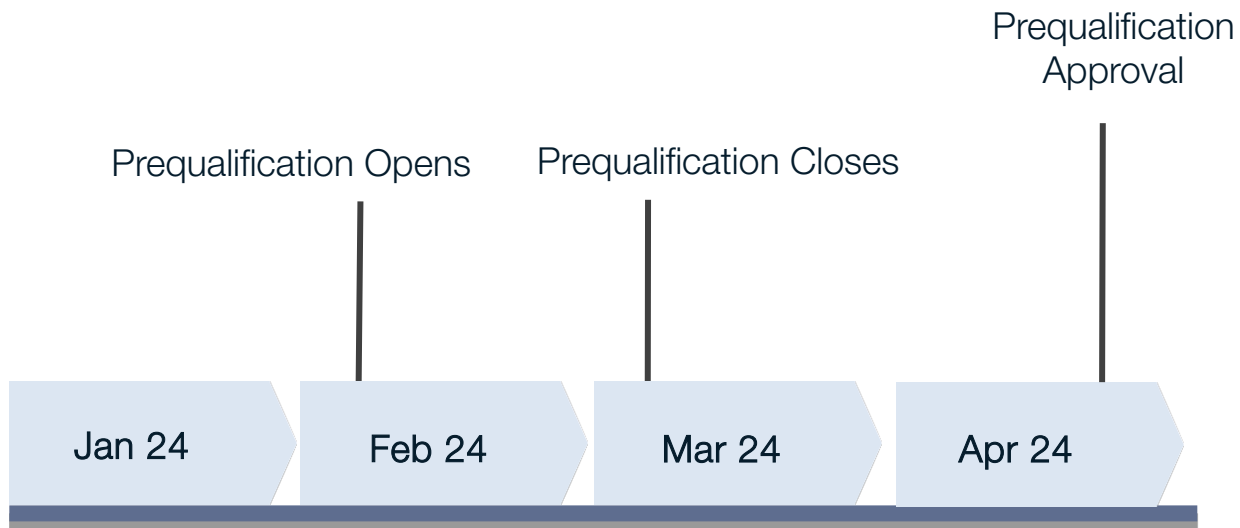 Prequalification
Approval
Prequalification Opens
Prequalification Closes
Jan 24
Feb 24
Mar 24
Apr 24